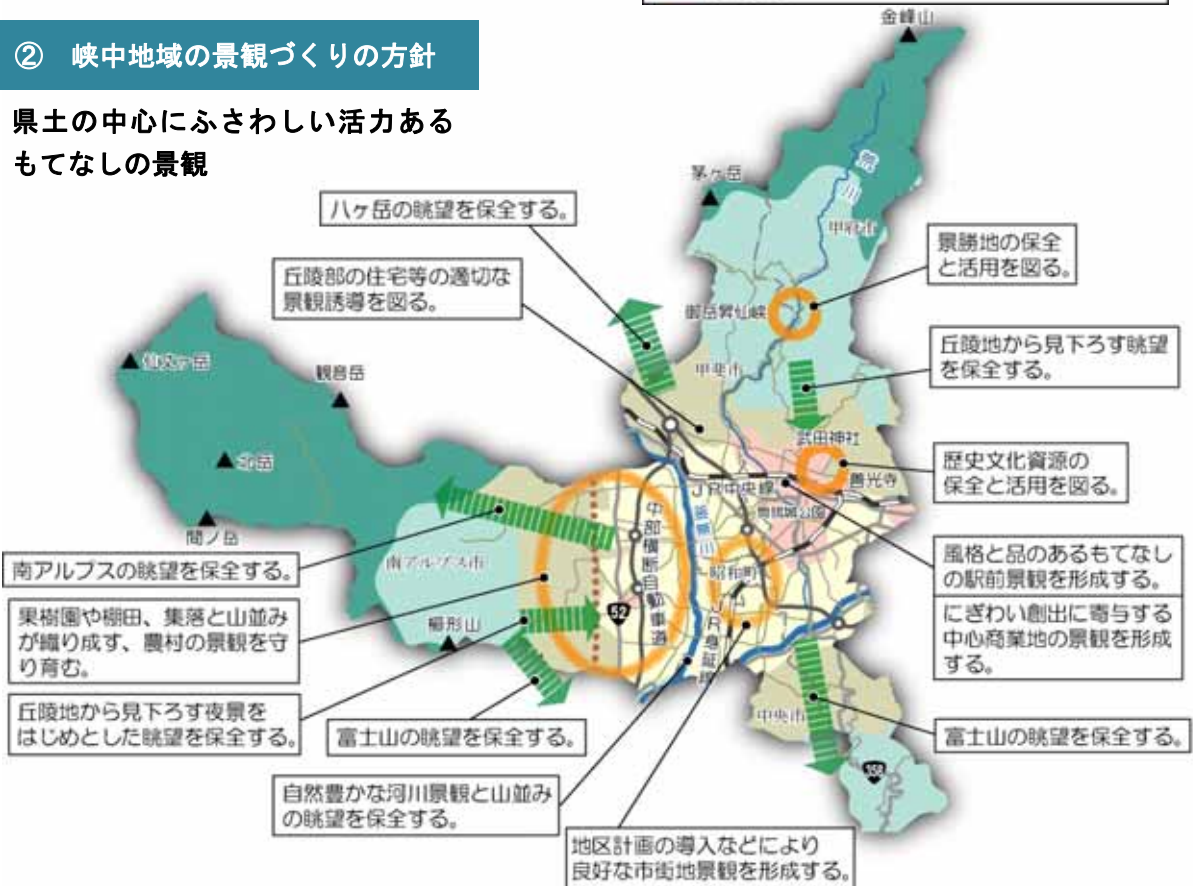 ② 峡中地域の景観づくりの方針
県土の中心にふさわしい活力ある
もてなしの景観
金峰山
茅ヶ岳
荒川
甲府市
八ヶ岳の眺望を保全する。
景勝地の保全
と活用を図る。
丘陵部の住宅等の適切な
景観誘導を図る。
御岳昇仙峡
丘陵地から見下ろす眺望
を保全する。
仙丈ヶ岳
観音岳
甲斐市
武田神社
北岳
善光寺
歴史文化資源の
保全と活用を図る。
JR中央線
舞鶴城公園
間ノ岳
中部横断自動車道
釜無川
南アルプスの眺望を保全する。
南アルプス市
昭和町
風格と品のあるもてなし
の駅前景観を形成する。
果樹園や棚田、集落と山並み
が織り成す、農村の景観を守
り育む。
櫛形山
52
JR身延線
にぎわい創出に寄与する
中心商業地の景観を形成
する。
丘陵地から見下ろす夜景を
はじめとした眺望を保全する。
富士山の眺望を保全する。
中央市
富士山の眺望を保全する。
358
自然豊かな河川景観と山並み
の眺望を保全する。
地区計画の導入などにより
良好な市街地景観を形成する。